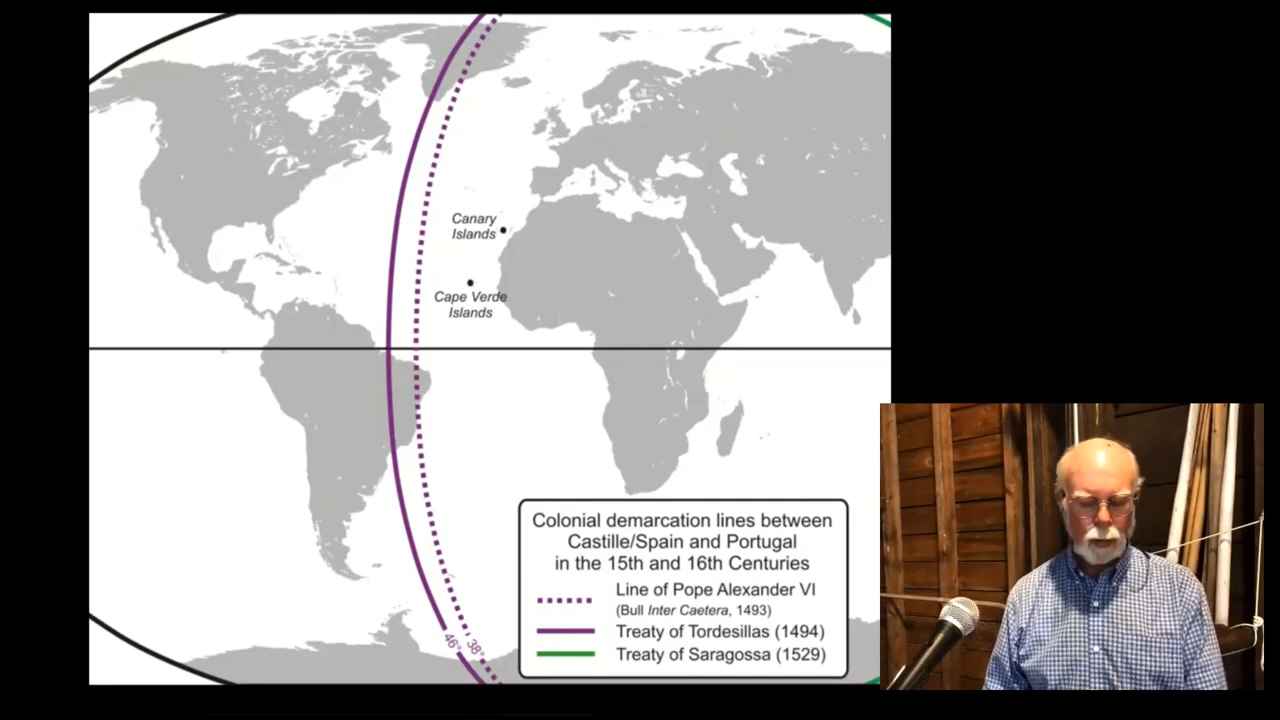 Canary
Islands
Cape Verde
Islands
Colonial demarcation lines between
Castille/Spain and Portugal
in the 15th and 16th Centuries
Line of Pope Alexander VI
(Bull Inter Caetera, 1493)
Treaty of Tordesillas (1494)
Treaty of Saragossa (1529)
46°
38°